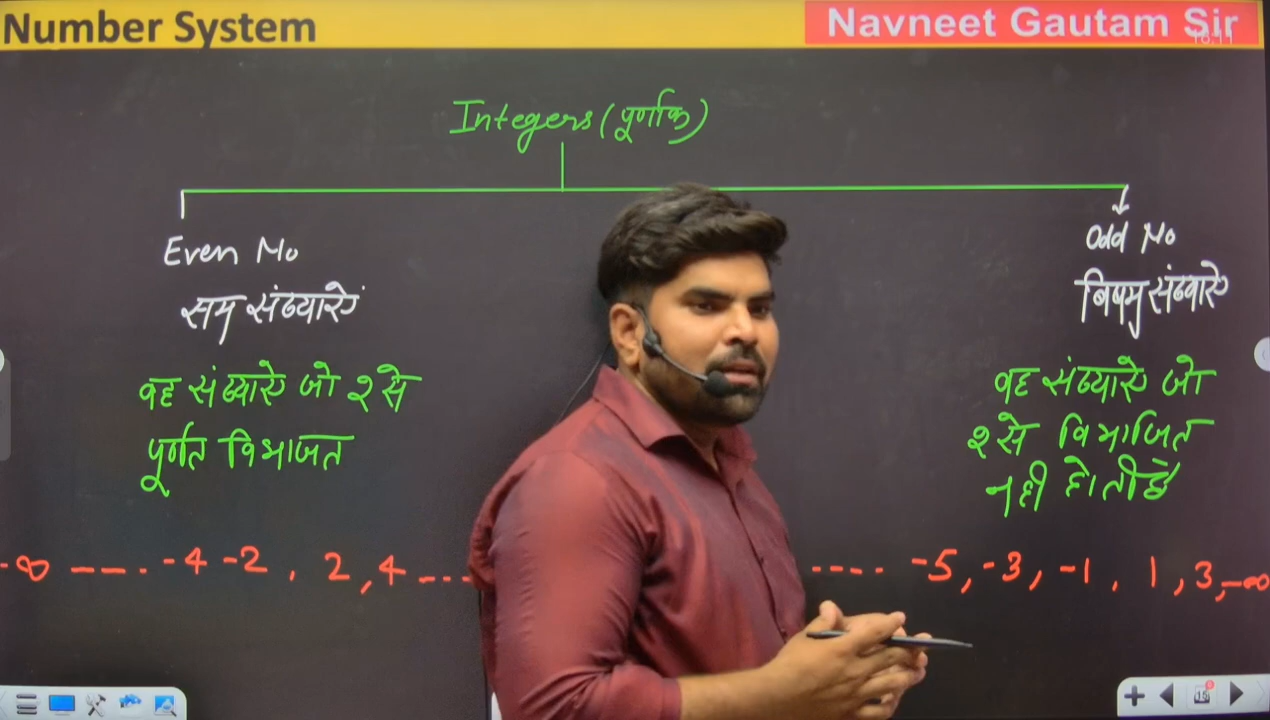 Number System
Navneet Gautam Sir
Integers (पूर्णांक)
Even No
सम संख्याऐं
वह संख्याऐ जो 2 से
पूर्णत विभाजत
-∞ ---. -4 -2 , 2 , 4 ...
Odd No
विषम संख्याऐ
वह संख्याऐ जो
2 से विभाजित
नही होती हैं
.... -5, -3, -1, 1, 3, -∞